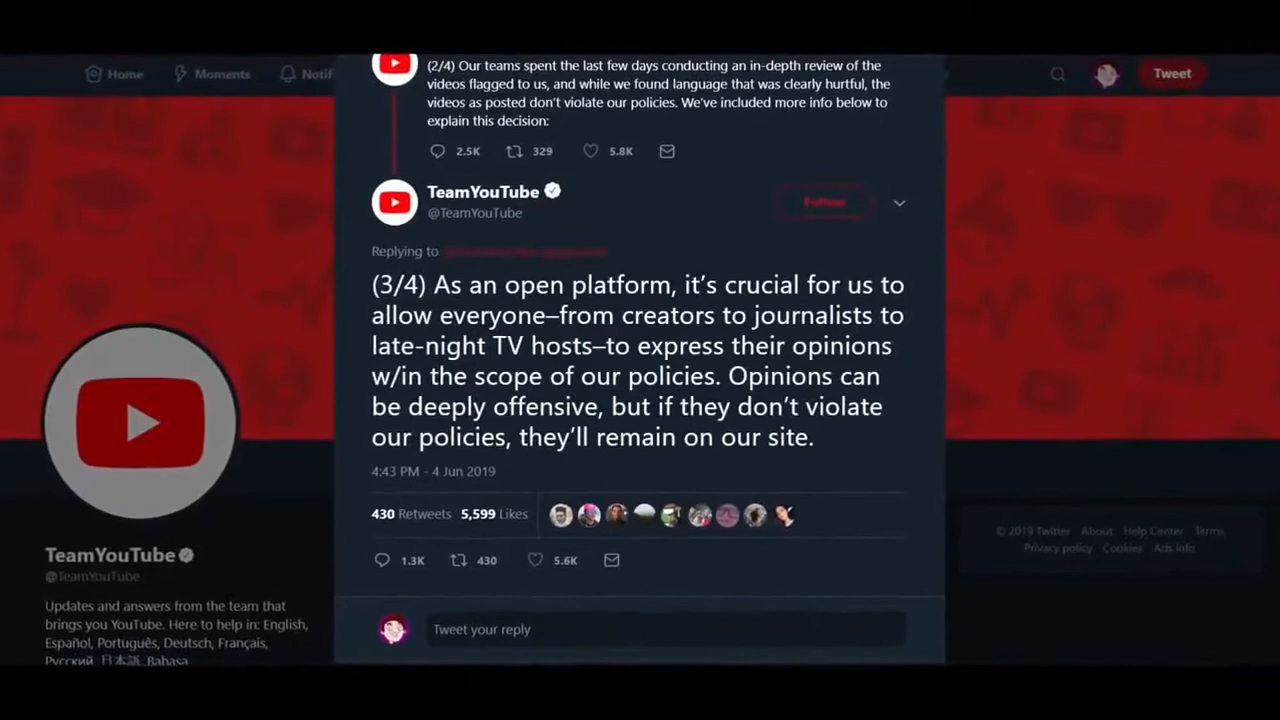 Home
Moments
Notif
Tweet
(2/4) Our teams spent the last few days conducting an in-depth review of the
videos flagged to us, and while we found language that was clearly hurtful, the
videos as posted don't violate our policies. We've included more info below to
explain this decision:
2.5K
329
5.8K
TeamYouTube
@TeamYouTube
Follow
Replying to
(3/4) As an open platform, it's crucial for us to
allow everyone–from creators to journalists to
late-night TV hosts–to express their opinions
w/in the scope of our policies. Opinions can
be deeply offensive, but if they don't violate
our policies, they'll remain on our site.
4:43 PM - 4 Jun 2019
430 Retweets 5,599 Likes
1.3K
430
5.6K
Tweet your reply
TeamYouTube
@TeamYouTube
Updates and answers from the team that
brings you YouTube. Here to help in: English,
Español, Português, Deutsch, Français,
Русский, 日本語, Bahasa
© 2019 Twitter About Help Center Terms
Privacy policy Cookies Ads info